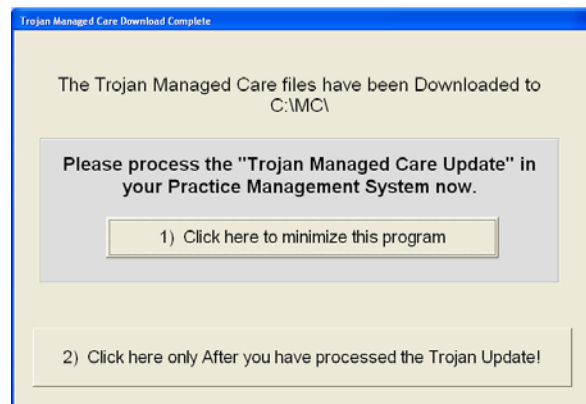 Trojan Managed Care Download Complete
The Trojan Managed Care files have been Downloaded to
C:\MC\
Please process the "Trojan Managed Care Update" in
your Practice Management System now.
1) Click here to minimize this program
2) Click here only After you have processed the Trojan Update!